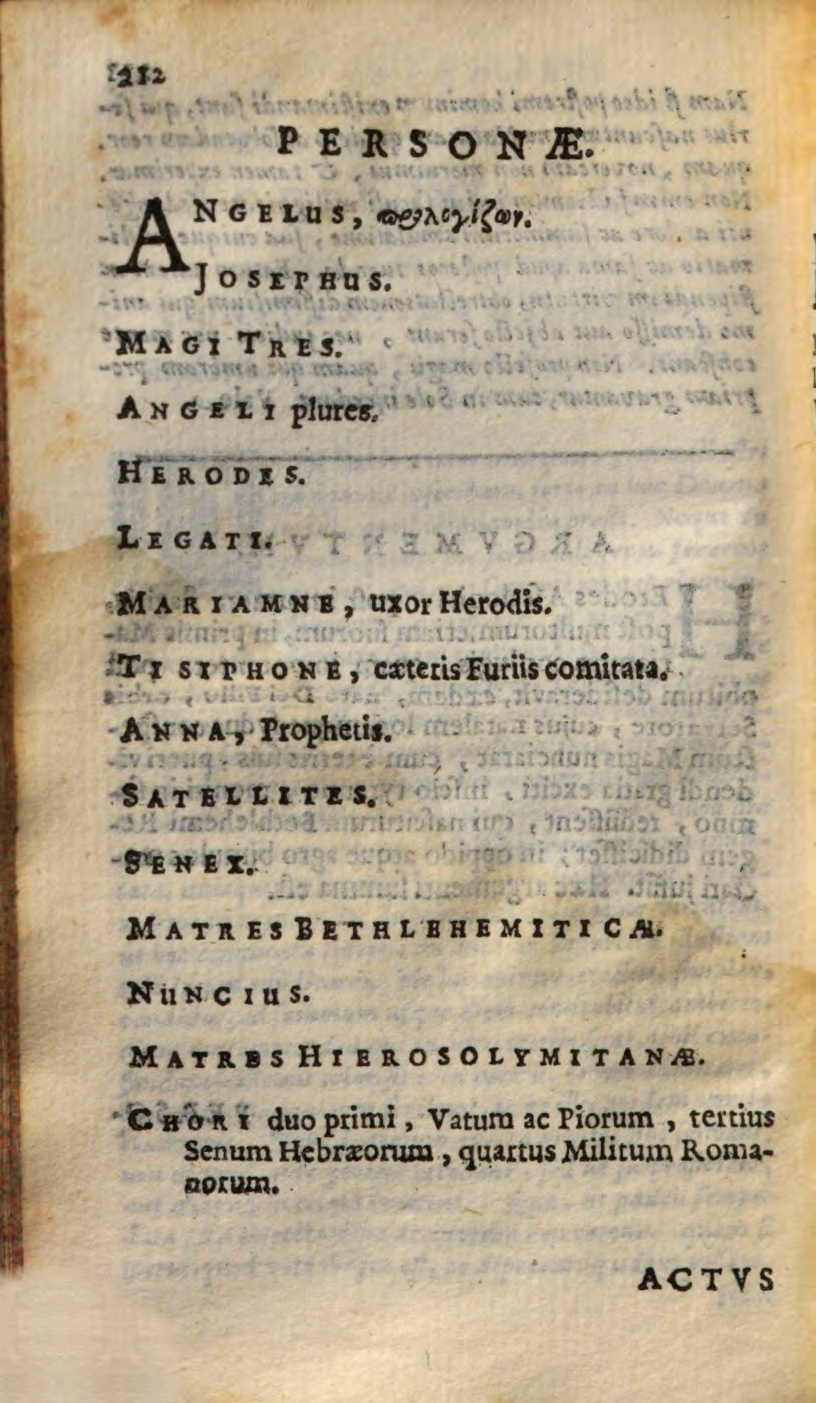 212
PERSONÆ.
ANGELUS, προλογίζων.
JOSEPHUS.
MAGI TRES.
ANGELI plures.
HERODES.
LEGATI.
MARIAMNE, uxor Herodis.
TISIPHONE, cæteris Furiis comitata.
ANNA, Prophetis.
SATELLITES.
SENEX.
MATRES BETHLEHEMITICÆ.
NUNCIUS.
MATRES HIEROSOLYMITANÆ.
CHORI duo primi, Vatum ac Piorum, tertius
Senum Hebræorum, quartus Militum Roma-
norum.
ACTVS